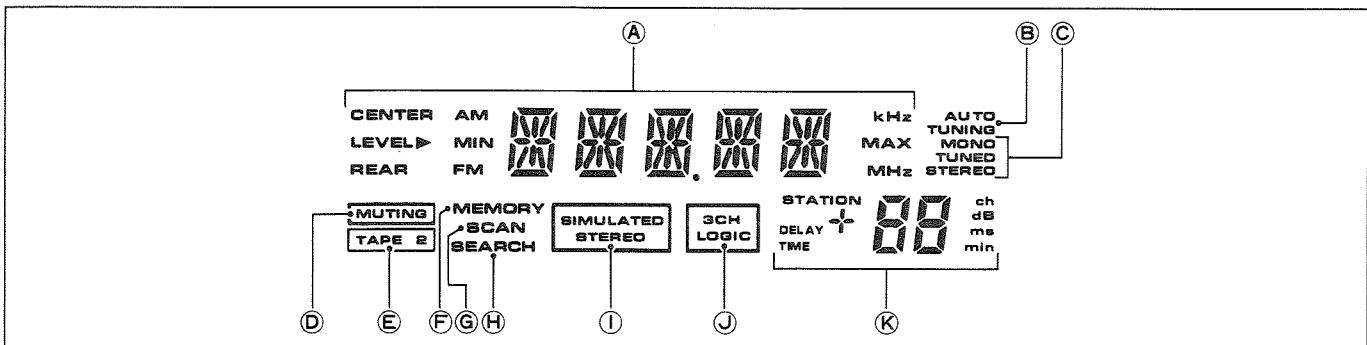 A
B
C
CENTER AM kHz AUTO
TUNING
LEVEL MIN MAX MONO
TUNED
REAR FM MHz STEREO
MUTING MEMORY SIMULATED 3CH STATION 88 ch
SCAN STEREO LOGIC DELAY + dB
TAPE 2 SEARCH TIME ms
min
D E F G H I J K